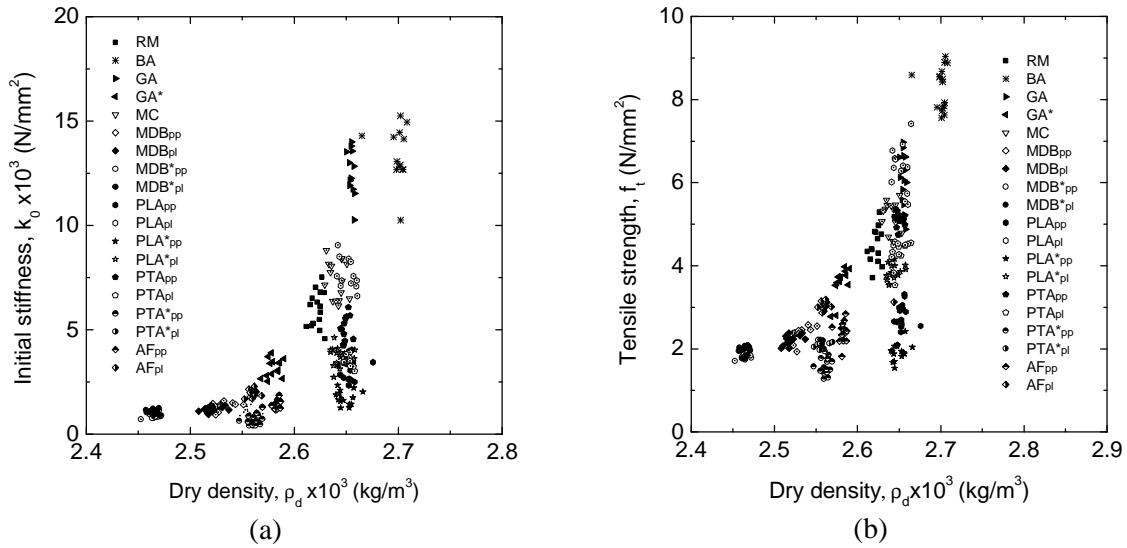 20
15
10
5
0
2.4 2.5 2.6 2.7 2.8
Initial stiffness, k₀ x10³ (N/mm²)
Dry density, ρd x10³ (kg/m³)
RM
BA
GA
GA*
MC
MDBpp
MDBpl
MDB*pp
MDB*pl
PLApp
PLApl
PLA*pp
PLA*pl
PTApp
PTApl
PTA*pp
PTA*pl
AFpp
AFpl
(a)
10
8
6
4
2
0
2.4 2.5 2.6 2.7 2.8 2.9
Tensile strength, ft (N/mm²)
Dry density, ρd x10³ (kg/m³)
RM
BA
GA
GA*
MC
MDBpp
MDBpl
MDB*pp
MDB*pl
PLApp
PLApl
PLA*pp
PLA*pl
PTApp
PTApl
PTA*pp
PTA*pl
AFpp
AFpl
(b)